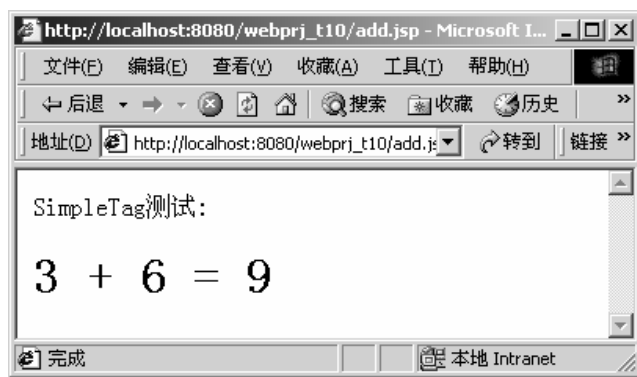 http://localhost:8080/webprj_t10/add.jsp - Microsoft I...
文件(F) 编辑(E) 查看(V) 收藏(A) 工具(T) 帮助(H)
后退 搜索 收藏 历史 »
地址(D) http://localhost:8080/webprj_t10/add.js 转到 链接 »
SimpleTag测试:
3 + 6 = 9
完成 本地 Intranet